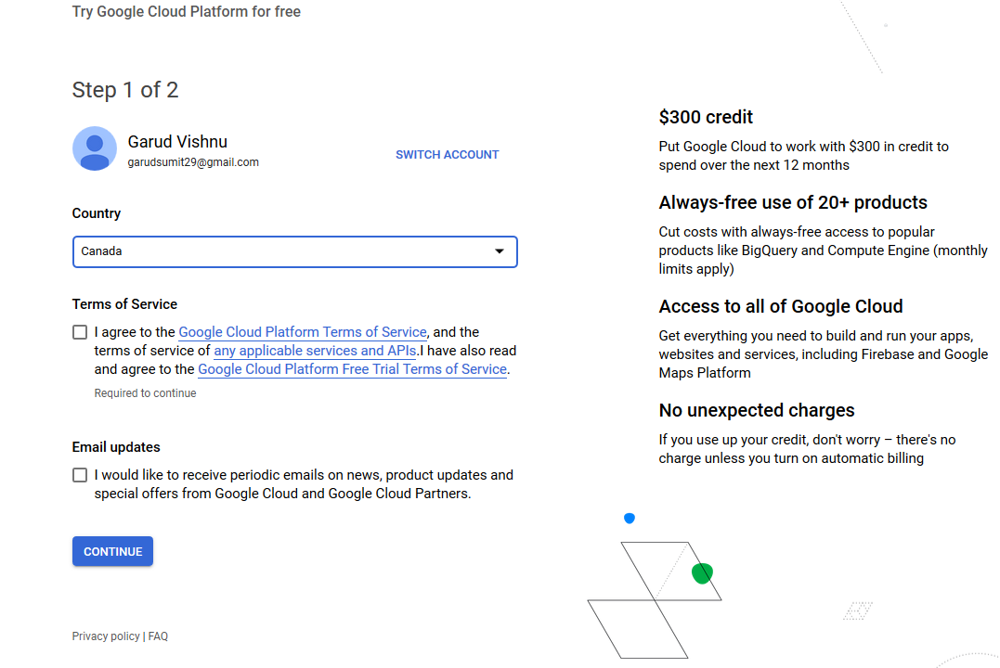 Try Google Cloud Platform for free
Step 1 of 2
Garud Vishnu
garudsumit29@gmail.com
SWITCH ACCOUNT
Country
Canada
Terms of Service
I agree to the Google Cloud Platform Terms of Service, and the
terms of service of any applicable services and APIs.I have also read
and agree to the Google Cloud Platform Free Trial Terms of Service.
Required to continue
Email updates
I would like to receive periodic emails on news, product updates and
special offers from Google Cloud and Google Cloud Partners.
CONTINUE
Privacy policy | FAQ
$300 credit
Put Google Cloud to work with $300 in credit to
spend over the next 12 months
Always-free use of 20+ products
Cut costs with always-free access to popular
products like BigQuery and Compute Engine (monthly
limits apply)
Access to all of Google Cloud
Get everything you need to build and run your apps,
websites and services, including Firebase and Google
Maps Platform
No unexpected charges
If you use up your credit, don't worry – there's no
charge unless you turn on automatic billing